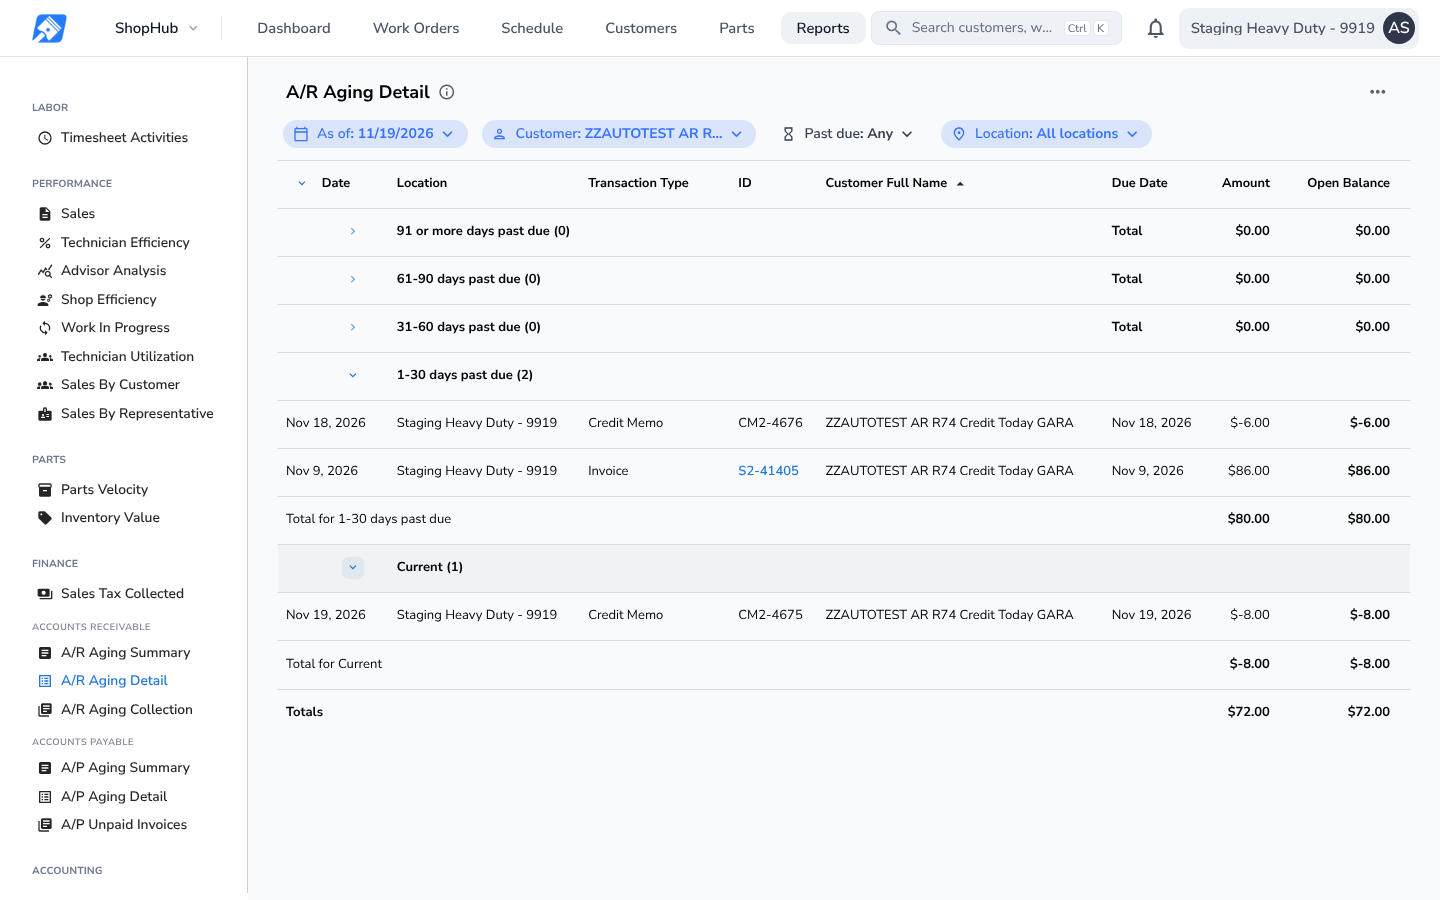 ShopHub
Dashboard
Work Orders
Schedule
Customers
Parts
Reports
Search customers, w...
Ctrl
K
Staging Heavy Duty - 9919
AS
LABOR
Timesheet Activities
PERFORMANCE
Sales
Technician Efficiency
Advisor Analysis
Shop Efficiency
Work In Progress
Technician Utilization
Sales By Customer
Sales By Representative
PARTS
Parts Velocity
Inventory Value
FINANCE
Sales Tax Collected
ACCOUNTS RECEIVABLE
A/R Aging Summary
A/R Aging Detail
A/R Aging Collection
ACCOUNTS PAYABLE
A/P Aging Summary
A/P Aging Detail
A/P Unpaid Invoices
ACCOUNTING
A/R Aging Detail
As of: 11/19/2026
Customer: ZZAUTOTEST AR R...
Past due: Any
Location: All locations
Date Location Transaction Type ID Customer Full Name Due Date Amount Open Balance
91 or more days past due (0) Total $0.00 $0.00
61-90 days past due (0) Total $0.00 $0.00
31-60 days past due (0) Total $0.00 $0.00
1-30 days past due (2)
Nov 18, 2026 Staging Heavy Duty - 9919 Credit Memo CM2-4676 ZZAUTOTEST AR R74 Credit Today GARA Nov 18, 2026 $-6.00 $-6.00
Nov 9, 2026 Staging Heavy Duty - 9919 Invoice S2-41405 ZZAUTOTEST AR R74 Credit Today GARA Nov 9, 2026 $86.00 $86.00
Total for 1-30 days past due $80.00 $80.00
Current (1)
Nov 19, 2026 Staging Heavy Duty - 9919 Credit Memo CM2-4675 ZZAUTOTEST AR R74 Credit Today GARA Nov 19, 2026 $-8.00 $-8.00
Total for Current $-8.00 $-8.00
Totals $72.00 $72.00